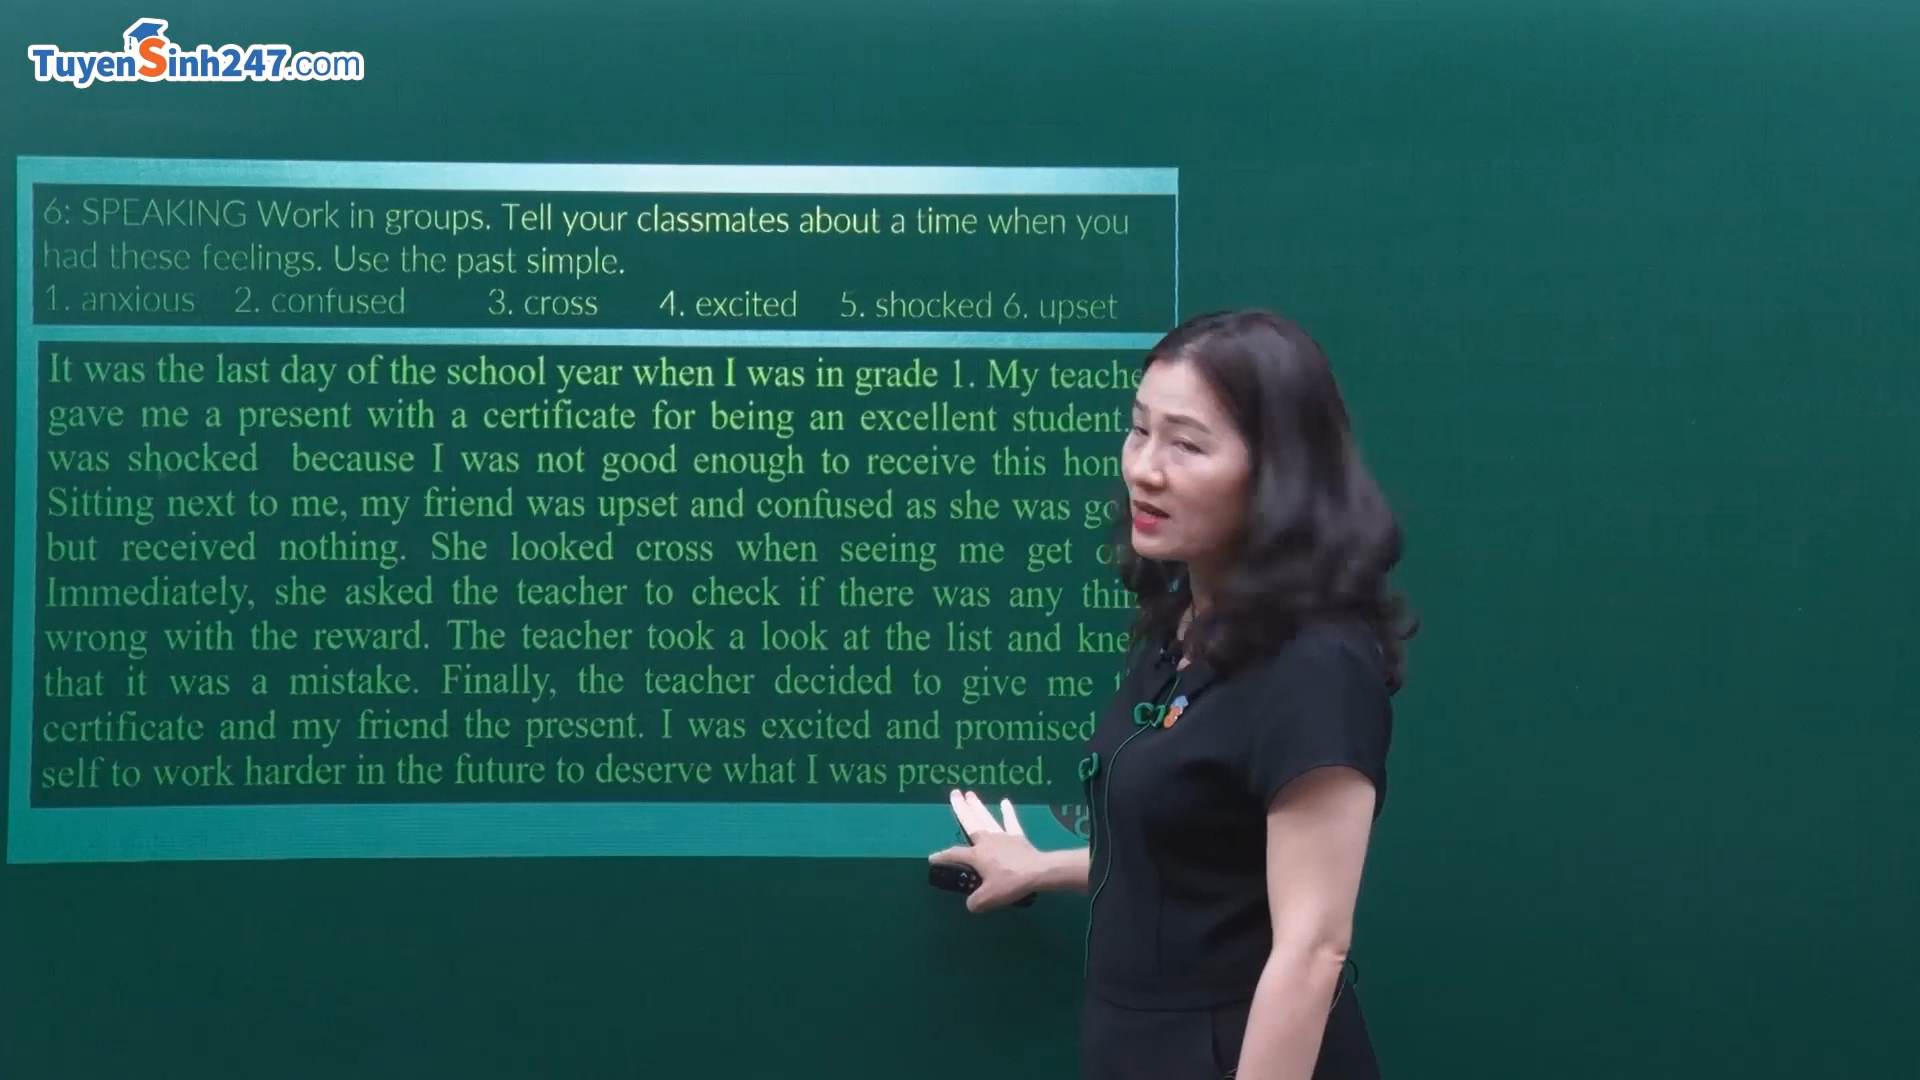 TuyenSinh247.com
6: SPEAKING Work in groups. Tell your classmates about a time when you
had these feelings. Use the past simple.
1. anxious 2. confused 3. cross 4. excited 5. shocked 6. upset
It was the last day of the school year when I was in grade 1. My teache
gave me a present with a certificate for being an excellent student.
was shocked because I was not good enough to receive this hon
Sitting next to me, my friend was upset and confused as she was go
but received nothing. She looked cross when seeing me get
Immediately, she asked the teacher to check if there was any thin
wrong with the reward. The teacher took a look at the list and kne
that it was a mistake. Finally, the teacher decided to give me
certificate and my friend the present. I was excited and promised
self to work harder in the future to deserve what I was presented.